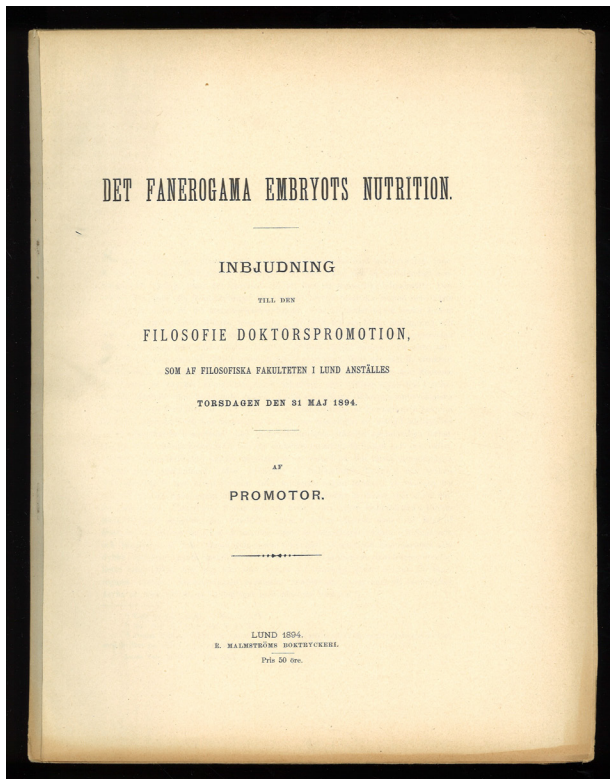 DET FANEROGAMA EMBRYOTS NUTRITION.
INBJUDNING
TILL DEN
FILOSOFIE DOKTORSPROMOTION,
SOM AF FILOSOFISKA FAKULTETEN I LUND ANSTÄLLES
TORSDAGEN DEN 31 MAJ 1894.
AF
PROMOTOR.
LUND 1894.
E. MALMSTRÖMS BOKTRYCKERI.
Pris 50 öre.